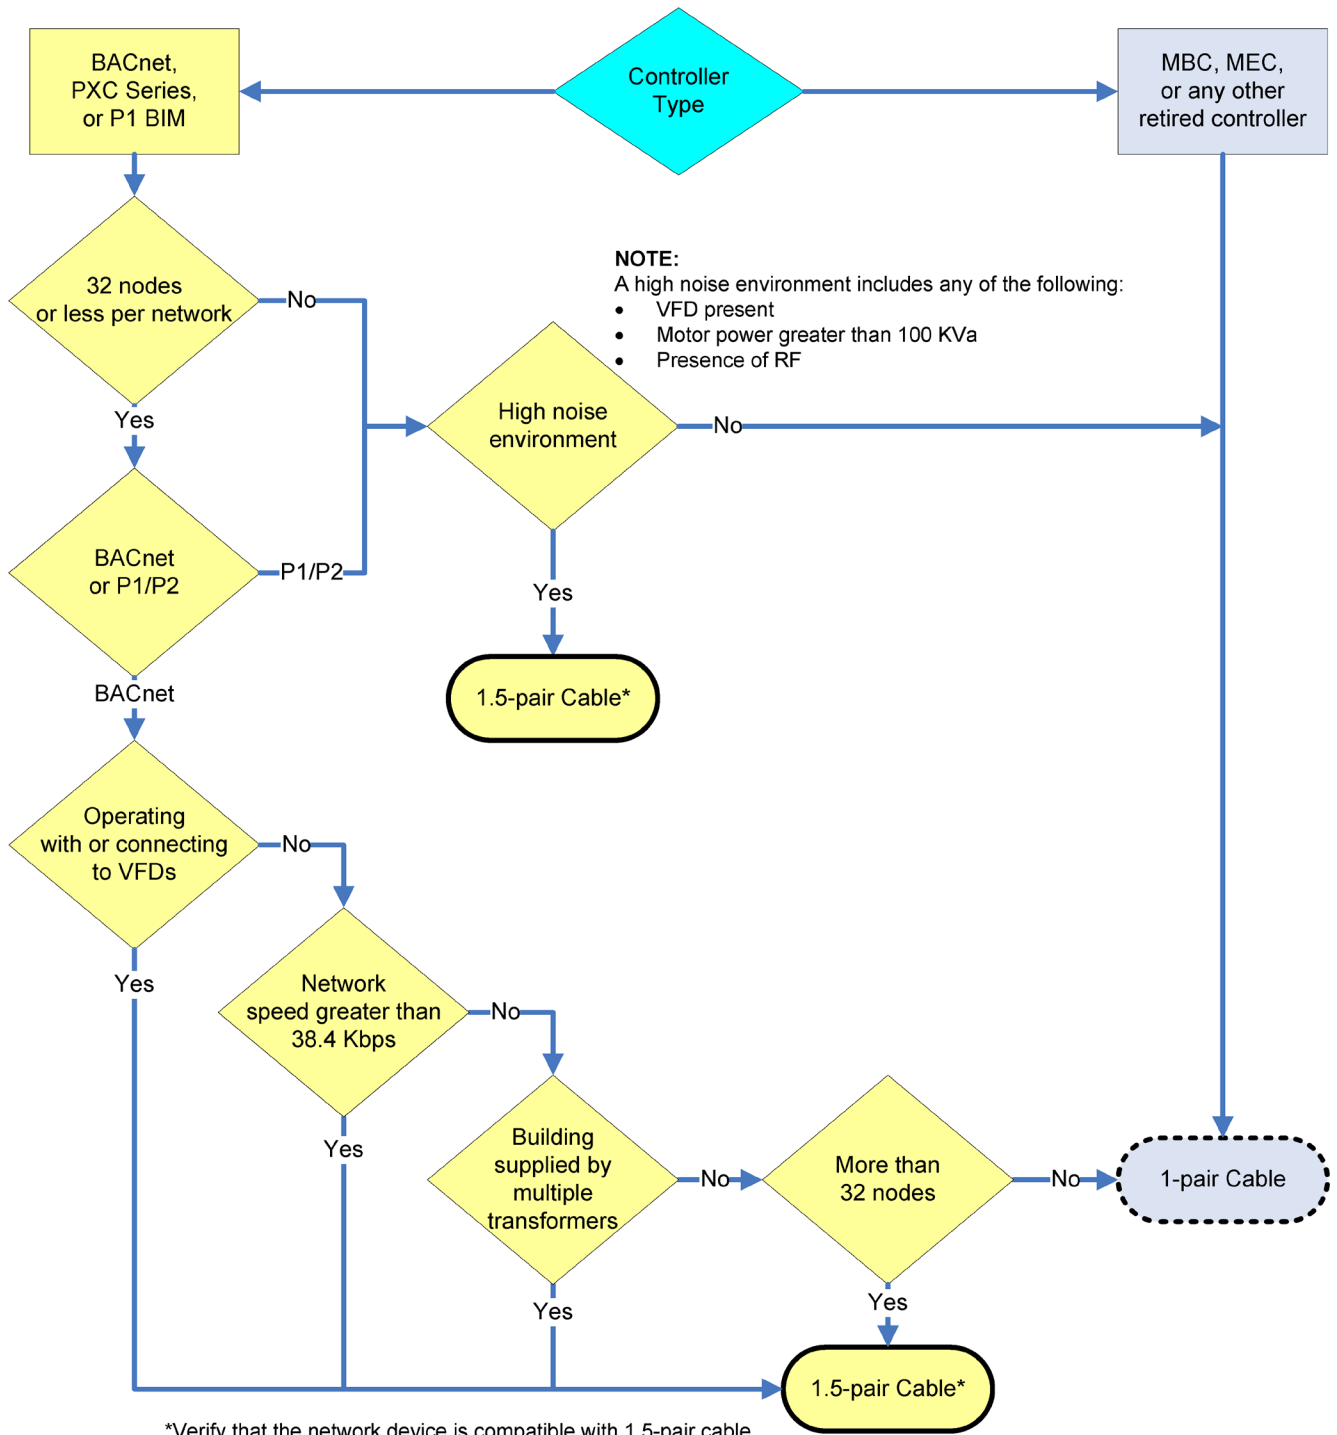 BACnet,
PXC Series,
or P1 BIM
Controller
Type
MBC, MEC,
or any other
retired controller
32 nodes
or less per network
No
Yes
NOTE:
A high noise environment includes any of the following:
• VFD present
• Motor power greater than 100 KVa
• Presence of RF
High noise
environment
No
Yes
BACnet
or P1/P2
P1/P2
BACnet
1.5-pair Cable*
Operating
with or connecting
to VFDs
No
Yes
Network
speed greater than
38.4 Kbps
No
Yes
Building
supplied by
multiple
transformers
No
Yes
More than
32 nodes
No
Yes
1-pair Cable
1.5-pair Cable*
*Verify that the network device is compatible with 1.5-pair cable